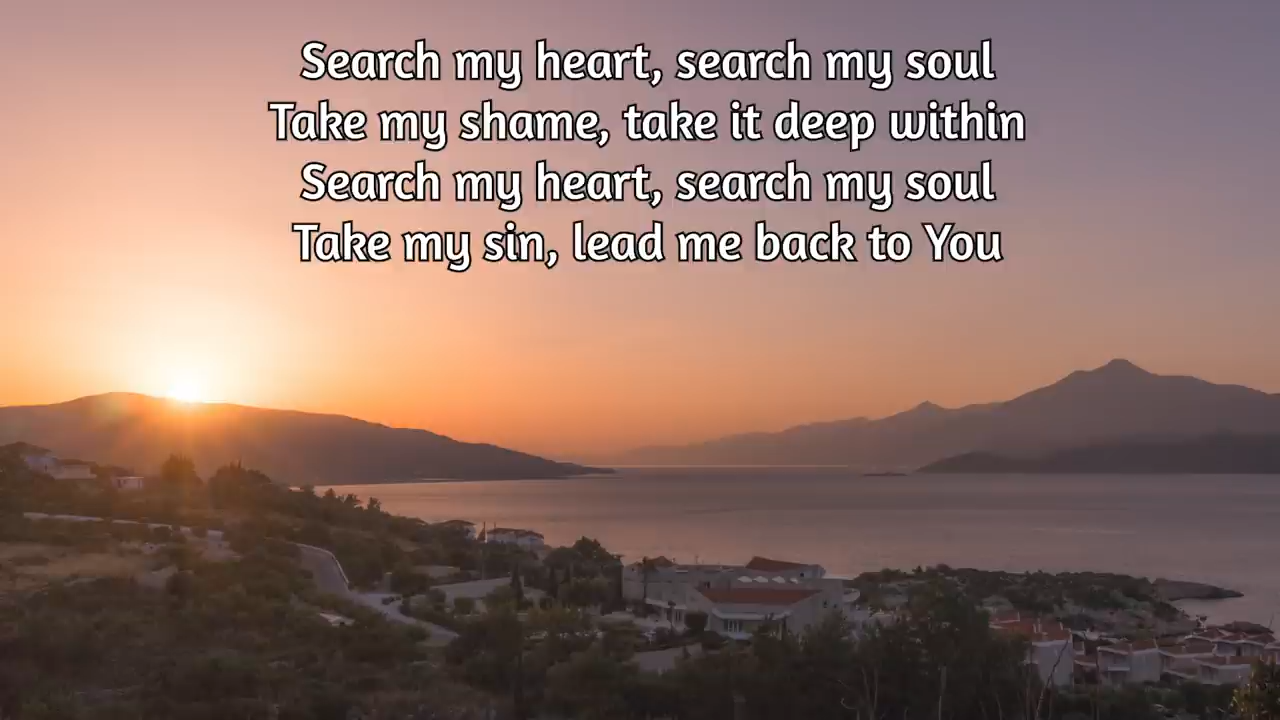 Search my heart, search my soul
Take my shame, take it deep within
Search my heart, search my soul
Take my sin, lead me back to You